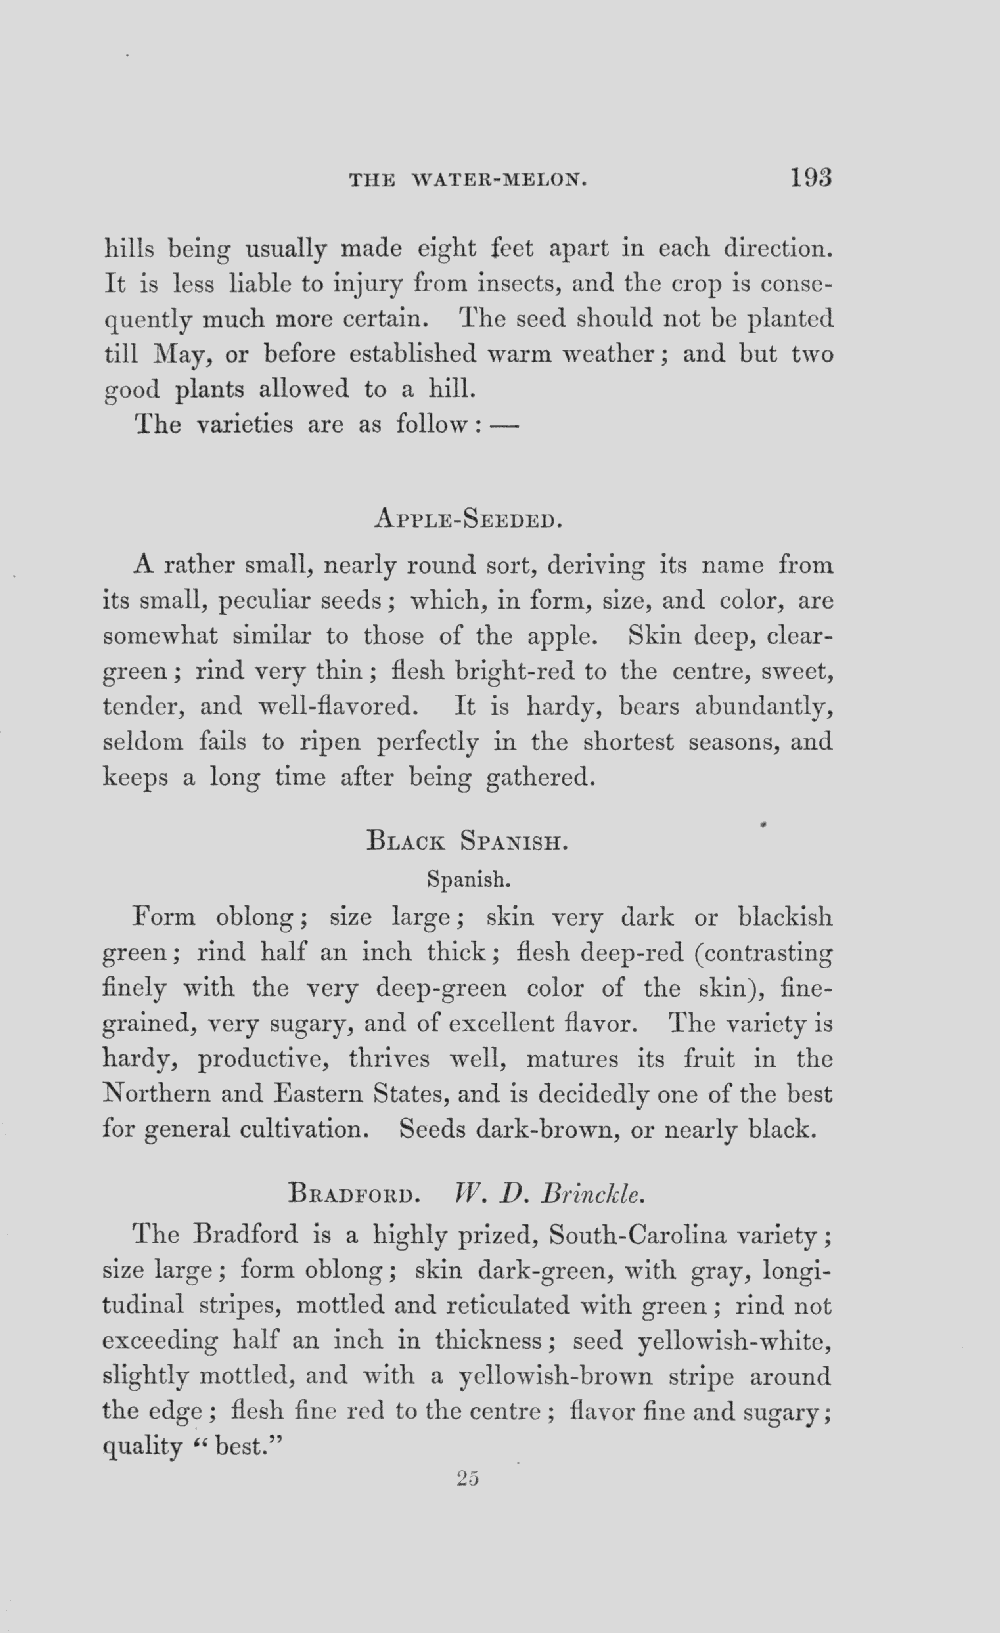 THE WATER-MELON. 193
hills being usually made eight feet apart in each direction.
It is less liable to injury from insects, and the crop is conse-
quently much more certain. The seed should not be planted
till May, or before established warm weather; and but two
good plants allowed to a hill.
The varieties are as follow: —
APPLE-SEEDED.
A rather small, nearly round sort, deriving its name from
its small, peculiar seeds; which, in form, size, and color, are
somewhat similar to those of the apple. Skin deep, clear-
green; rind very thin; flesh bright-red to the centre, sweet,
tender, and well-flavored. It is hardy, bears abundantly,
seldom fails to ripen perfectly in the shortest seasons, and
keeps a long time after being gathered.
BLACK SPANISH.
Spanish.
Form oblong; size large; skin very dark or blackish
green; rind half an inch thick; flesh deep-red (contrasting
finely with the very deep-green color of the skin), fine-
grained, very sugary, and of excellent flavor. The variety is
hardy, productive, thrives well, matures its fruit in the
Northern and Eastern States, and is decidedly one of the best
for general cultivation. Seeds dark-brown, or nearly black.
BRADFORD. W. D. Brinckle.
The Bradford is a highly prized, South-Carolina variety;
size large; form oblong; skin dark-green, with gray, longi-
tudinal stripes, mottled and reticulated with green; rind not
exceeding half an inch in thickness; seed yellowish-white,
slightly mottled, and with a yellowish-brown stripe around
the edge; flesh fine red to the centre; flavor fine and sugary;
quality “best.”
25